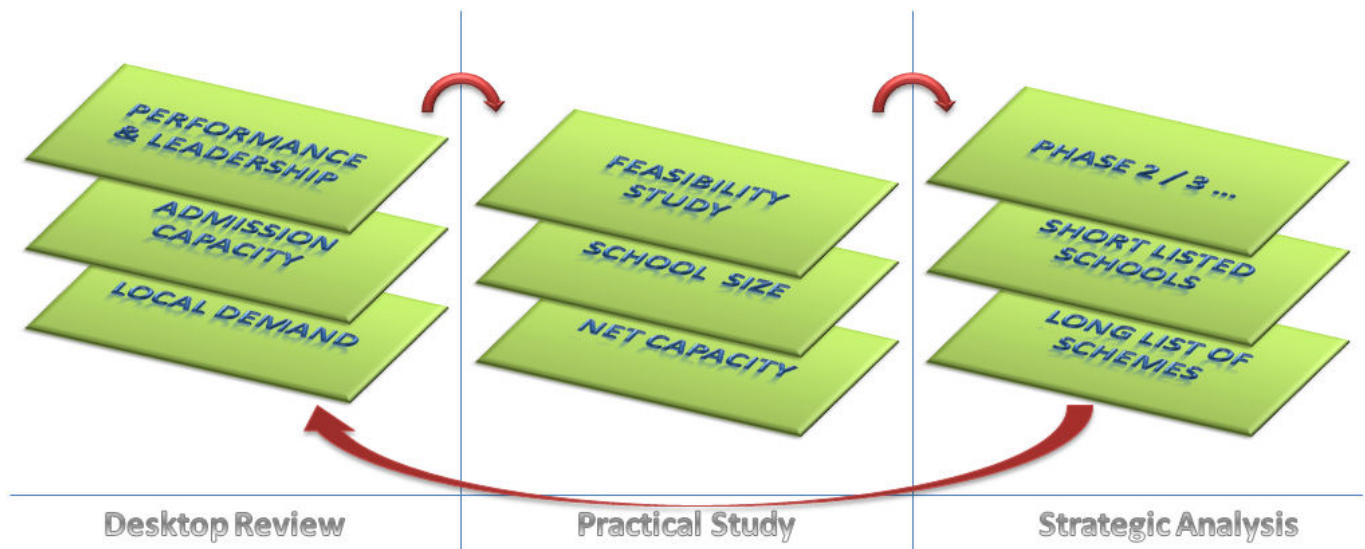 PERFORMANCE
& LEADERSHIP
ADMISSION
CAPACITY
LOCAL DEMAND
FEASIBILITY
STUDY
SCHOOL SIZE
NET CAPACITY
PHASE 2 / 3 ...
SHORT LISTED
SCHOOLS
LONG LIST OF
SCHEMES
Desktop Review
Practical Study
Strategic Analysis